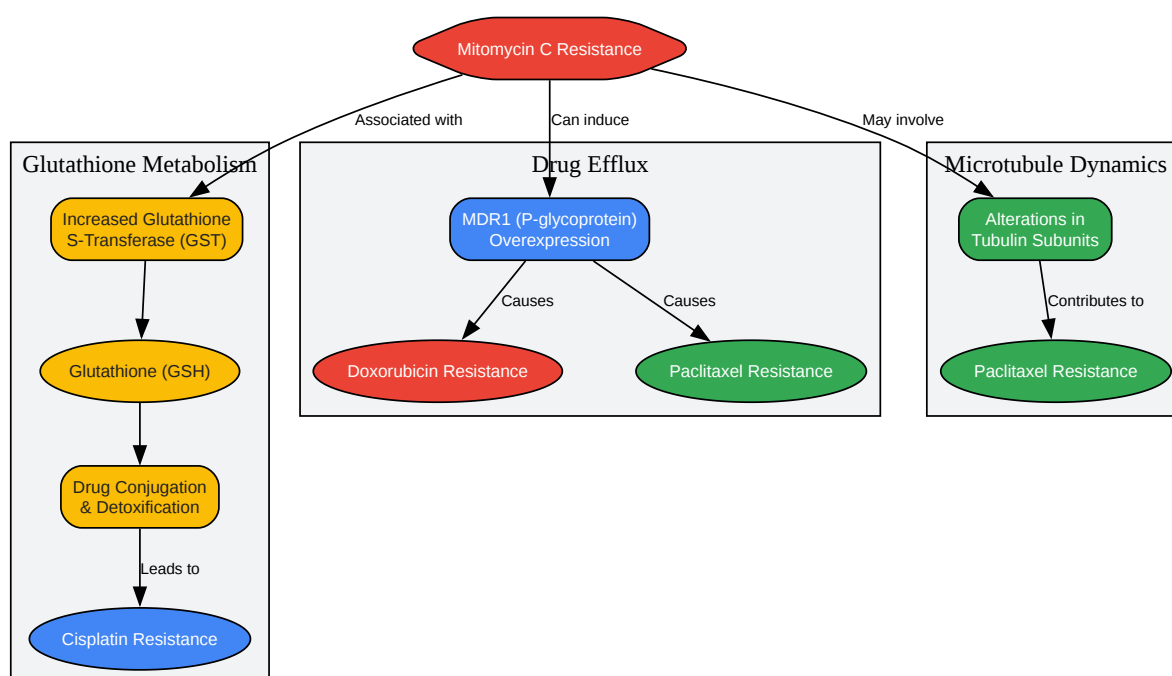 Mitomycin C Resistance
Associated with
Can induce
May involve
Glutathione Metabolism
Drug Efflux
Microtubule Dynamics
Increased Glutathione
S-Transferase (GST)
MDR1 (P-glycoprotein)
Overexpression
Alterations in
Tubulin Subunits
Causes
Causes
Contributes to
Glutathione (GSH)
Doxorubicin Resistance
Paclitaxel Resistance
Paclitaxel Resistance
Drug Conjugation
& Detoxification
Leads to
Cisplatin Resistance